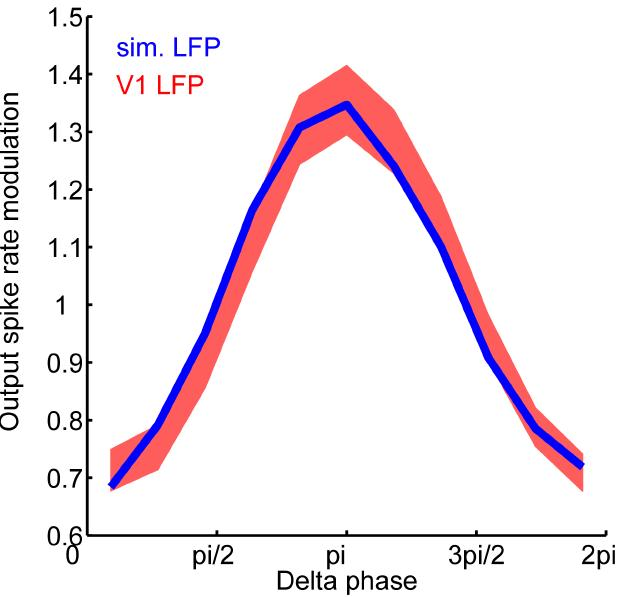 1.5
sim. LFP
V1 LFP
1.4
1.3
1.2
1.1
1
0.9
0.8
0.7
0.6
Output spike rate modulation
0 pi/2 pi 3pi/2 2pi
Delta phase